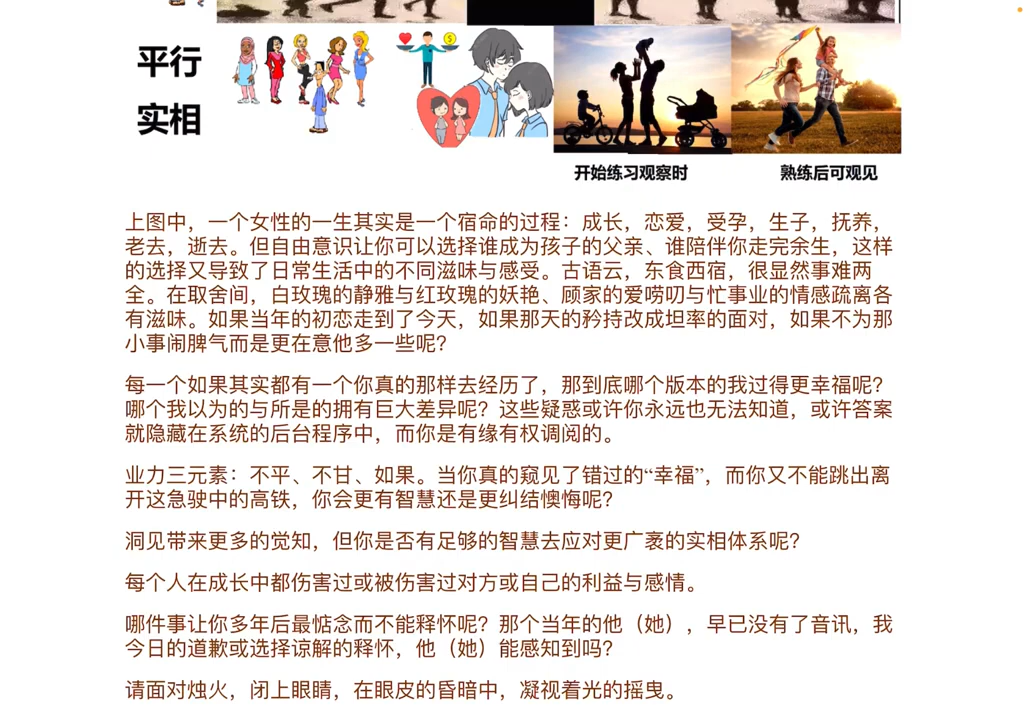 平行
实相
开始练习观察时
熟练后可观见
上图中，一个女性的一生其实是一个宿命的过程：成长，恋爱，受孕，生子，抚养，
老去，逝去。但自由意识让你可以选择谁成为孩子的父亲、谁陪伴你走完余生，这样
的选择又导致了日常生活中的不同滋味与感受。古语云，东食西宿，很显然事难两
全。在取舍间，白玫瑰的静雅与红玫瑰的妖艳、顾家的爱唠叨与忙事业的情感疏离各
有滋味。如果当年的初恋走到了今天，如果那天的矜持改成坦率的面对，如果不为那
小事闹脾气而是更在意他多一些呢？
每一个如果其实都有一个你真的那样去经历了，那到底哪个版本的我过得更幸福呢？
哪个我以为的与所是的拥有巨大差异呢？这些疑惑或许你永远也无法知道，或许答案
就隐藏在系统的后台程序中，而你是有缘有权调阅的。
业力三元素：不平、不甘、如果。当你真的窥见了错过的“幸福”，而你又不能跳出离
开这急驶中的高铁，你会更有智慧还是更纠结懊悔呢？
洞见带来更多的觉知，但你是否有足够的智慧去应对更广袤的实相体系呢？
每个人在成长中都伤害过或被伤害过对方或自己的利益与感情。
哪件事让你多年后最惦念而不能释怀呢？那个当年的他（她），早已没有了音讯，我
今日的道歉或选择谅解的释怀，他（她）能感知到吗？
请面对烛火，闭上眼睛，在眼皮的昏暗中，凝视着光的摇曳。